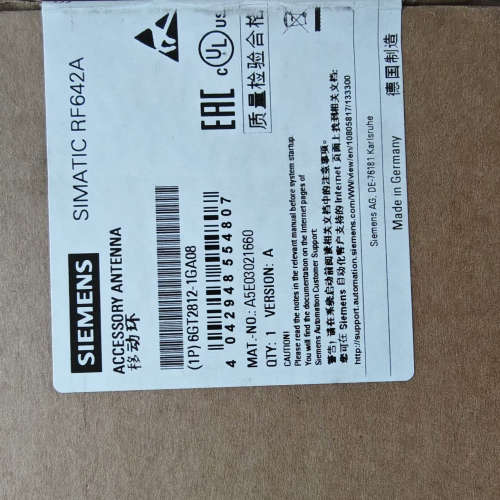 SIEMENS
SIMATIC RF642A
ACCESSORY ANTENNA
移动环
(1P) 6GT2812-1GA08
4 042948 554807
MAT.-NO.: A5E03021660
QTY: 1 VERSION: A
EAC
c UL us
质量检验合格
CAUTION!
Please read the notes in the relevant manual before system startup.
You will find the documentation on the Internet pages of
Siemens Automation Customer Support
警告！请在系统启动前阅读相关文档中的注意事项。
您可在 Siemens 自动化客户支持的 Internet 页面上找到相关文档:
http://support.automation.siemens.com/WW/view/en/10805817/133300
Siemens AG, DE-76181 Karlsruhe
Made in Germany
德国制造